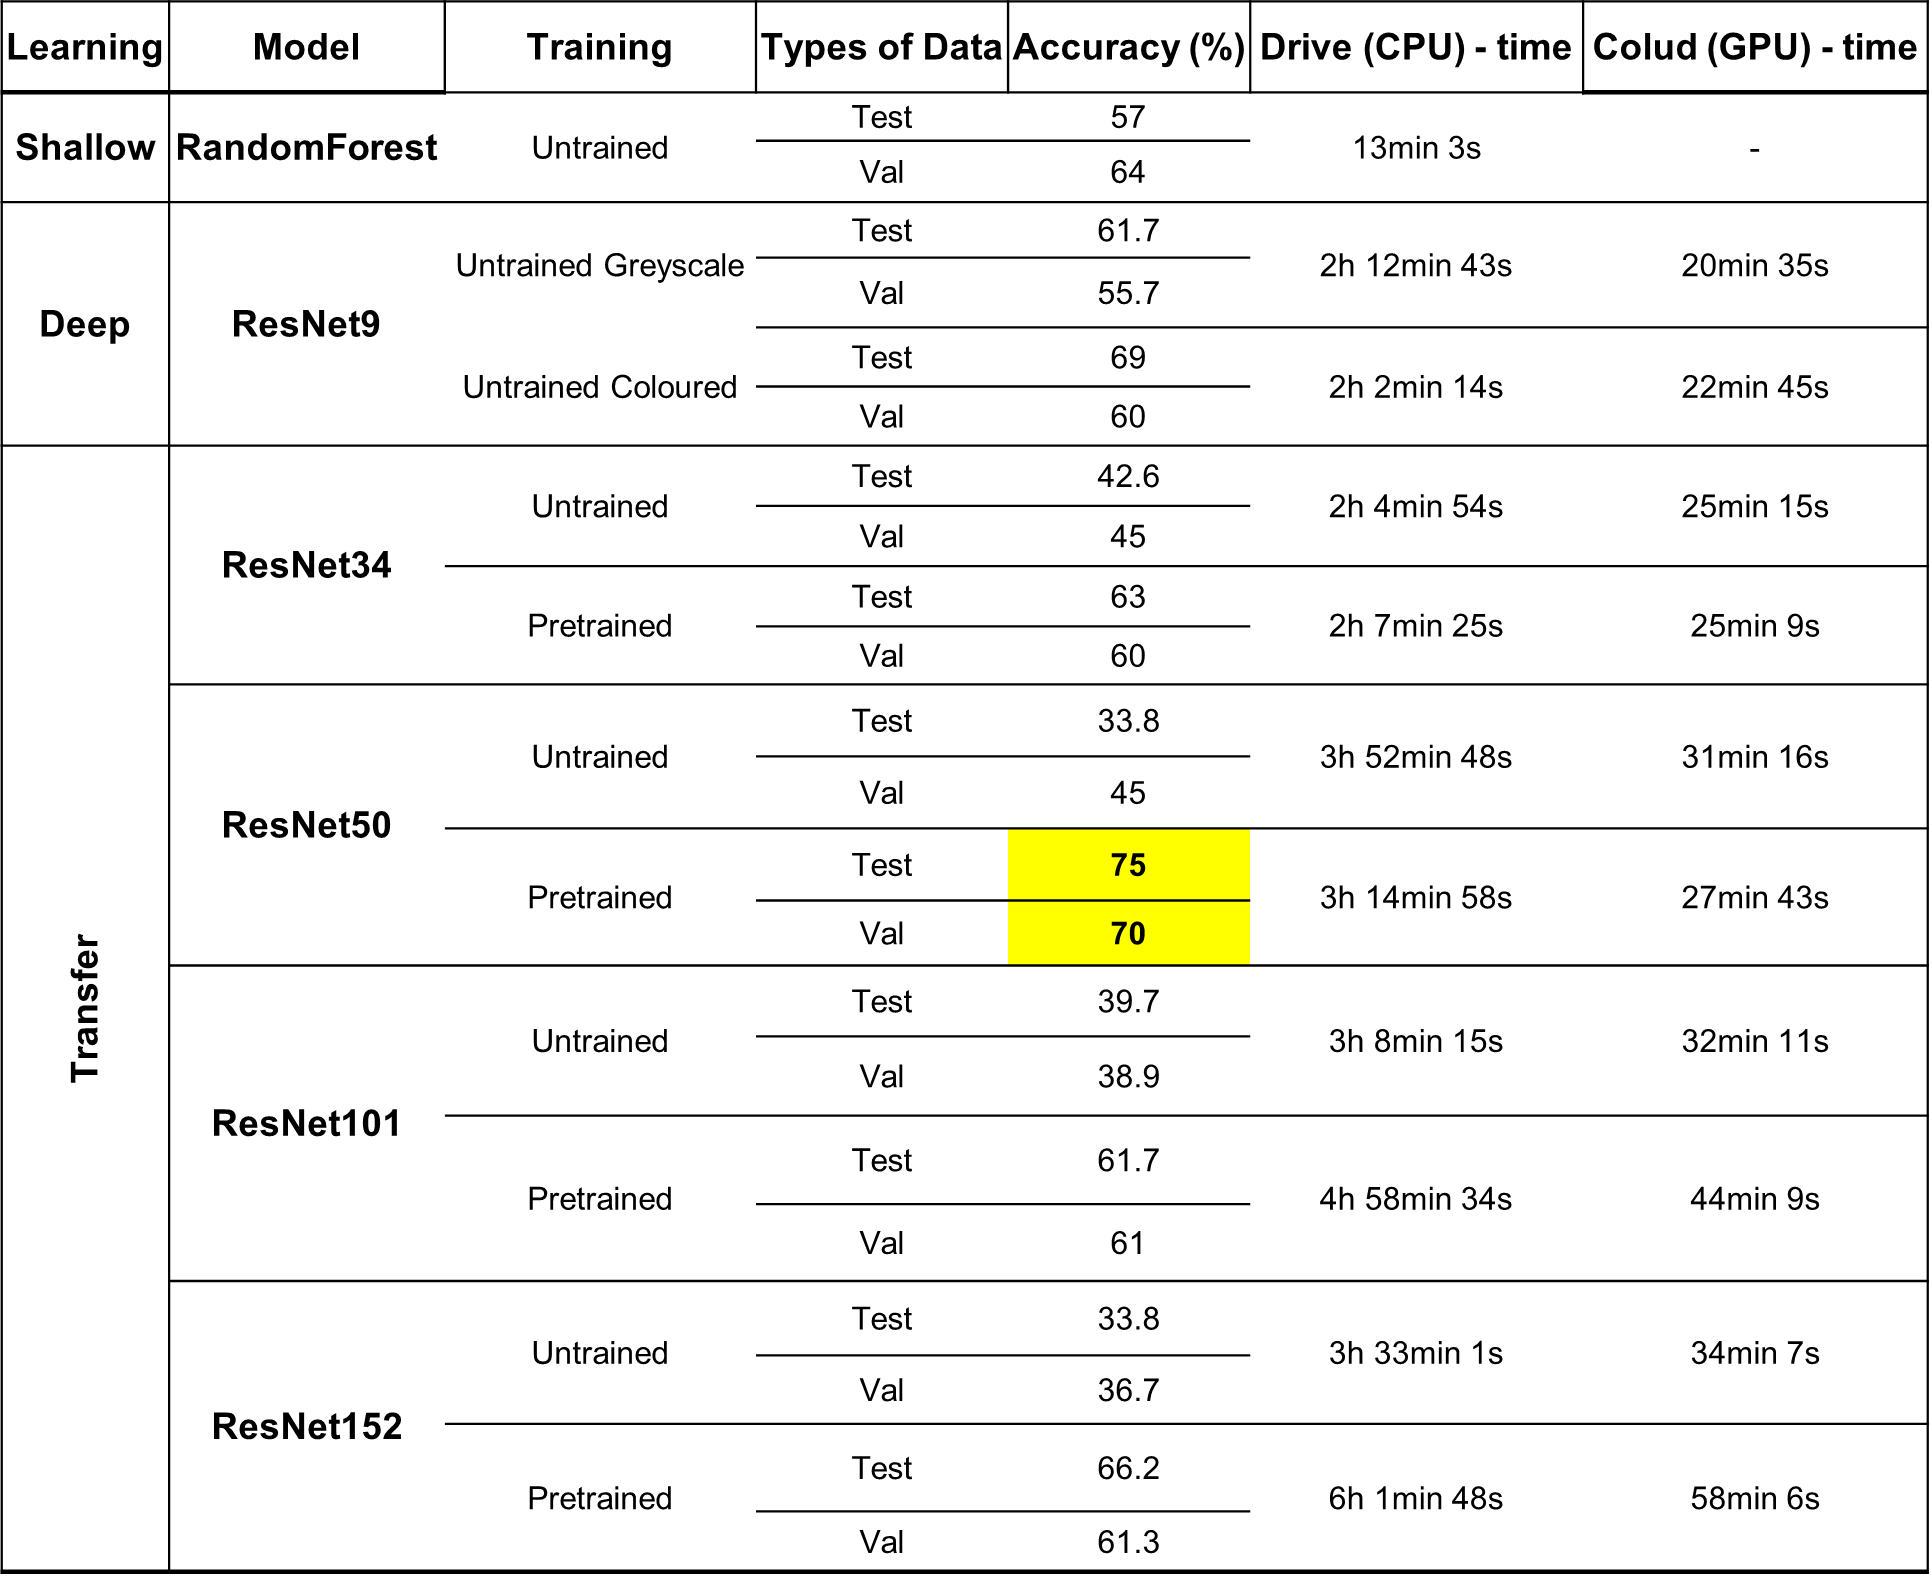 Learning Model Training Types of Data Accuracy (%) Drive (CPU) - time Colud (GPU) - time
Shallow RandomForest Untrained Test 57 13min 3s -
Val 64
Deep ResNet9 Untrained Greyscale Test 61.7 2h 12min 43s 20min 35s
Val 55.7
Untrained Coloured Test 69 2h 2min 14s 22min 45s
Val 60
Transfer ResNet34 Untrained Test 42.6 2h 4min 54s 25min 15s
Val 45
Pretrained Test 63 2h 7min 25s 25min 9s
Val 60
ResNet50 Untrained Test 33.8 3h 52min 48s 31min 16s
Val 45
Pretrained Test 75 3h 14min 58s 27min 43s
Val 70
ResNet101 Untrained Test 39.7 3h 8min 15s 32min 11s
Val 38.9
Pretrained Test 61.7 4h 58min 34s 44min 9s
Val 61
ResNet152 Untrained Test 33.8 3h 33min 1s 34min 7s
Val 36.7
Pretrained Test 66.2 6h 1min 48s 58min 6s
Val 61.3